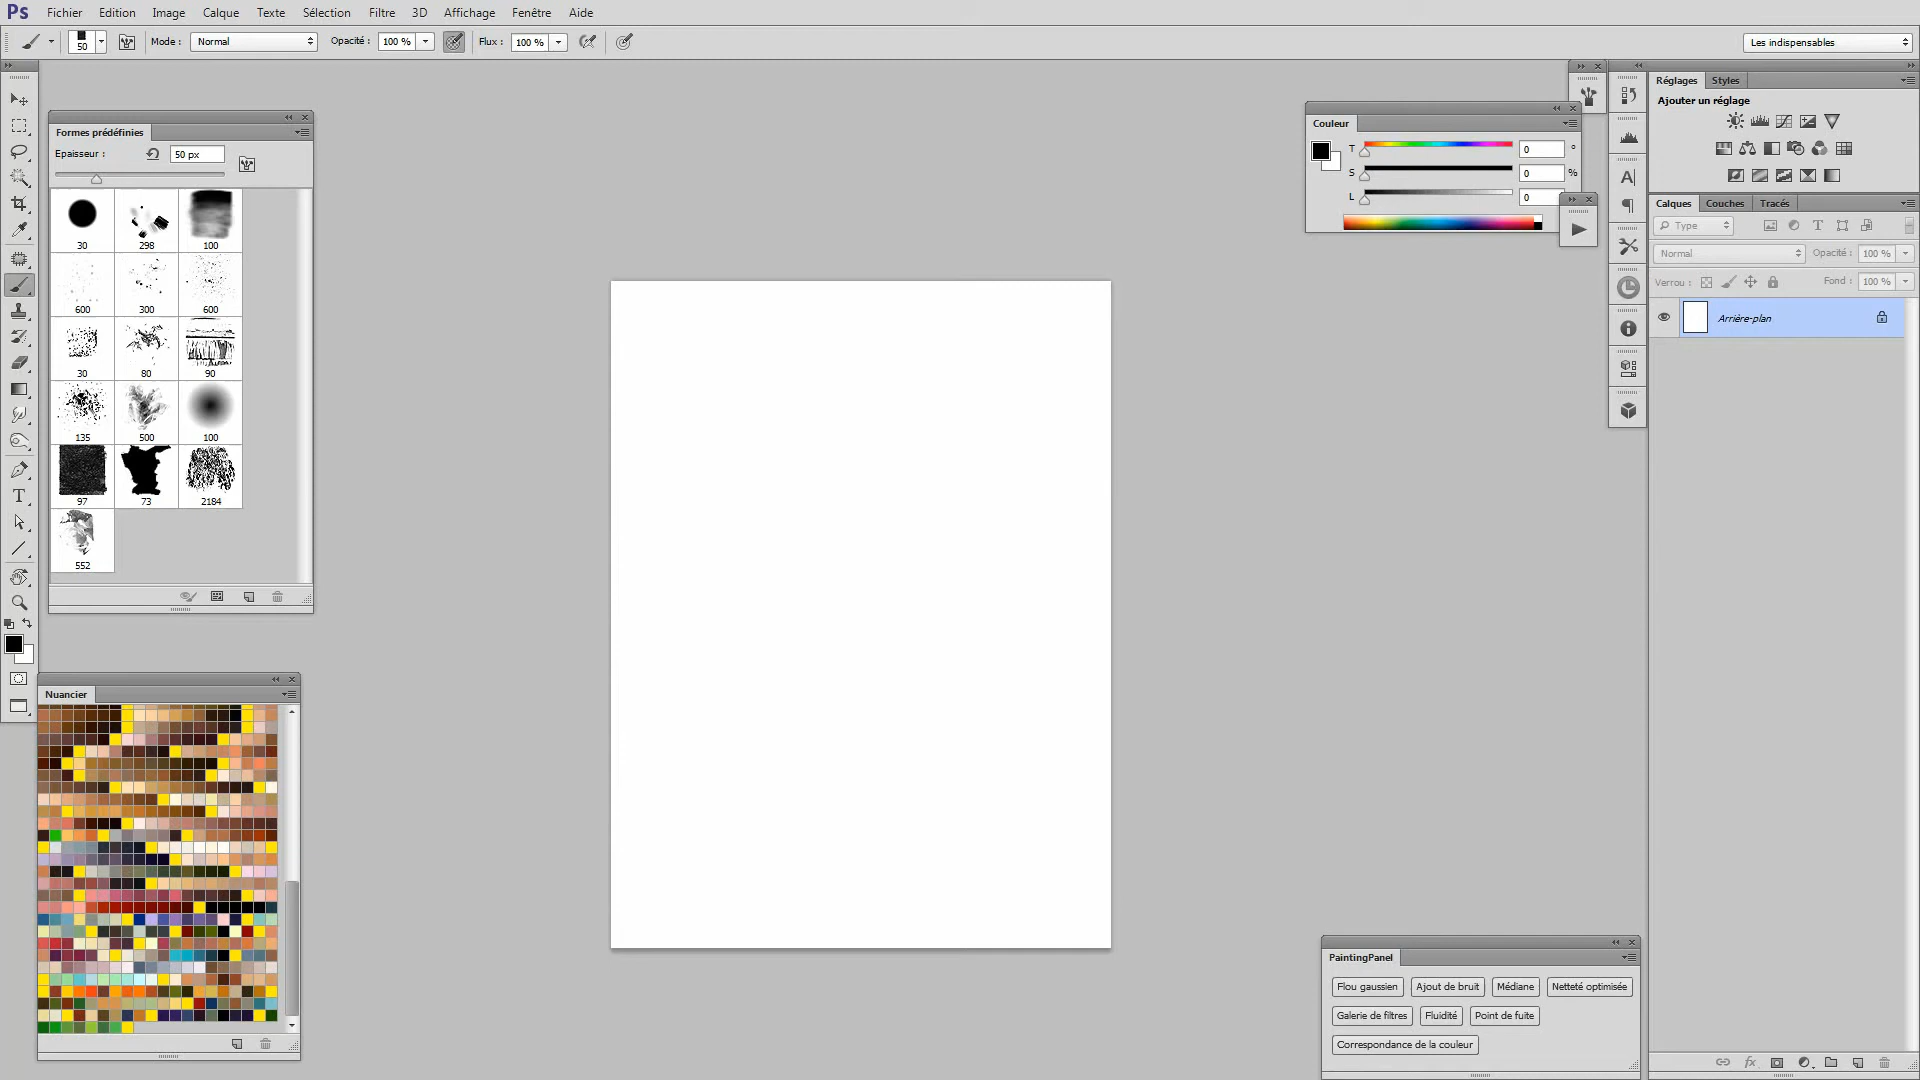 Ps Fichier Edition Image Calque Texte Sélection Filtre 3D Affichage Fenêtre Aide
50 Mode : Normal Opacité : 100 % Flux : 100 % Les indispensables
Formes prédéfinies
Epaisseur : 50 px
30 298 100
600 300 600
30 80 90
135 500 100
97 73 2184
552
Nuancier
Couleur
T 0 °
S 0 %
L 0
Réglages Styles
Ajouter un réglage
Calques Couches Tracés
Type
Normal Opacité : 100 %
Verrou : Fond : 100 %
Arrière-plan
PaintingPanel
Flou gaussien Ajout de bruit Médiane Netteté optimisée
Galerie de filtres Fluidité Point de fuite
Correspondance de la couleur